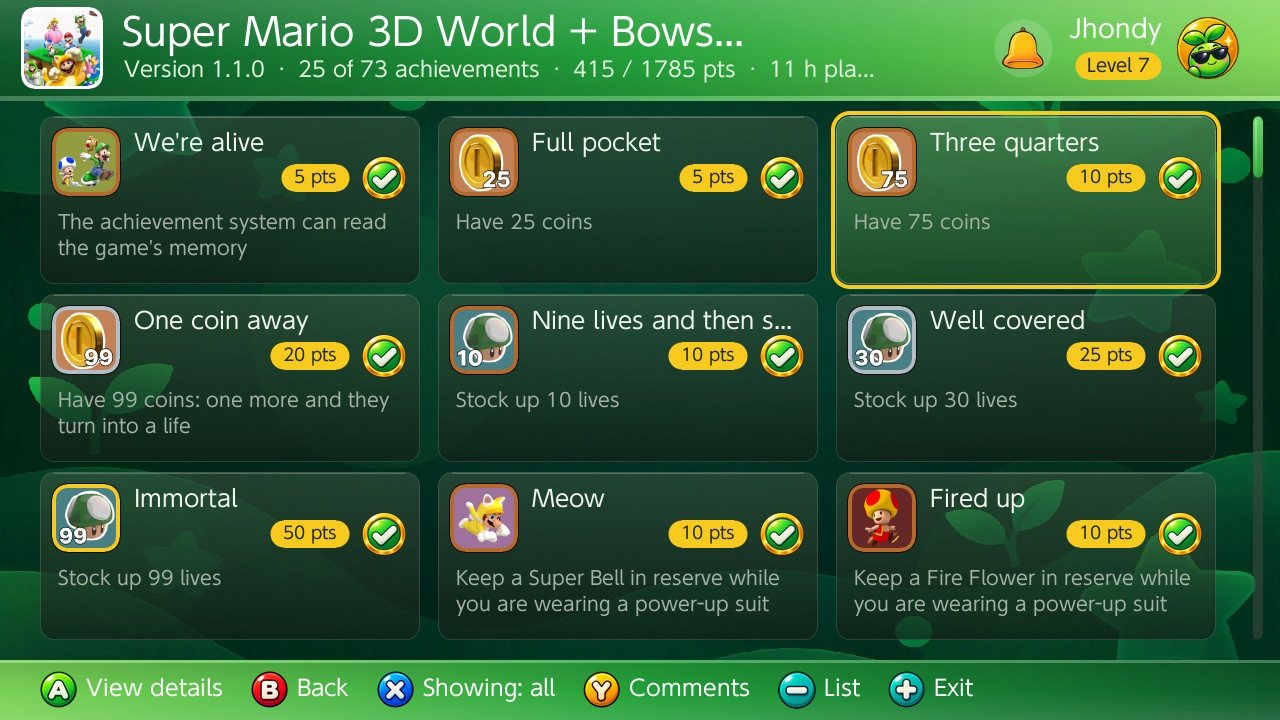 Super Mario 3D World + Bows...
Version 1.1.0 · 25 of 73 achievements · 415 / 1785 pts · 11 h pla...
Jhondy
Level 7
We're alive
5 pts
The achievement system can read
the game's memory
Full pocket
25
5 pts
Have 25 coins
Three quarters
75
10 pts
Have 75 coins
One coin away
99
20 pts
Have 99 coins: one more and they
turn into a life
Nine lives and then s...
10
10 pts
Stock up 10 lives
Well covered
30
25 pts
Stock up 30 lives
Immortal
99
50 pts
Stock up 99 lives
Meow
10 pts
Keep a Super Bell in reserve while
you are wearing a power-up suit
Fired up
10 pts
Keep a Fire Flower in reserve while
you are wearing a power-up suit
A View details B Back X Showing: all Y Comments − List + Exit